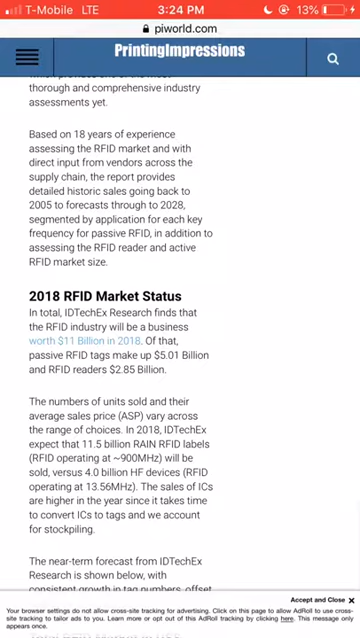 T-Mobile LTE 3:24 PM 13%
piworld.com
PrintingImpressions
thorough and comprehensive industry
assessments yet.
Based on 18 years of experience
assessing the RFID market and with
direct input from vendors across the
supply chain, the report provides
detailed historic sales going back to
2005 to forecasts through to 2028,
segmented by application for each key
frequency for passive RFID, in addition to
assessing the RFID reader and active
RFID market size.
2018 RFID Market Status
In total, IDTechEx Research finds that
the RFID industry will be a business
worth $11 Billion in 2018. Of that,
passive RFID tags make up $5.01 Billion
and RFID readers $2.85 Billion.
The numbers of units sold and their
average sales price (ASP) vary across
the range of choices. In 2018, IDTechEx
expect that 11.5 billion RAIN RFID labels
(RFID operating at ~900MHz) will be
sold, versus 4.0 billion HF devices (RFID
operating at 13.56MHz). The sales of ICs
are higher in the year since it takes time
to convert ICs to tags and we account
for stockpiling.
The near-term forecast from IDTechEx
Research is shown below, with
consistent growth in tag numbers, offset
Accept and Close ✕
Your browser settings do not allow cross-site tracking for advertising. Click on this page to allow AdRoll to use cross-
site tracking to tailor ads to you. Learn more or opt out of this AdRoll tracking by clicking here. This message only
appears once.